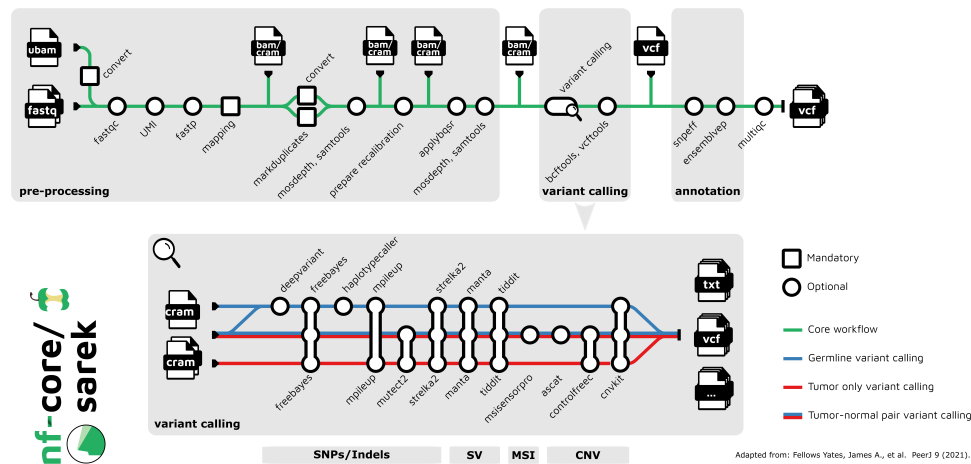 ubam
convert
fastq
fastqc
UMI
fastp
mapping
bam/
cram
convert
markduplicates
mosdepth, samtools
bam/
cram
prepare recalibration
bam/
cram
applybqsr
mosdepth, samtools
bam/
cram
variant calling
bcftools, vcftools
vcf
snpeff
ensemblvep
multiqc
vcf
pre-processing
variant calling
annotation
cram
cram
deepvariant
freebayes
haplotypecaller
mpileup
strelka2
manta
tiddit
freebayes
mpileup
mutect2
strelka2
manta
tiddit
msisensorpro
ascat
controlfreec
cnvkit
txt
vcf
...
variant calling
SNPs/Indels
SV
MSI
CNV
Mandatory
Optional
Core workflow
Germline variant calling
Tumor only variant calling
Tumor-normal pair variant calling
nf-core/
sarek
Adapted from: Fellows Yates, James A., et al. PeerJ 9 (2021).